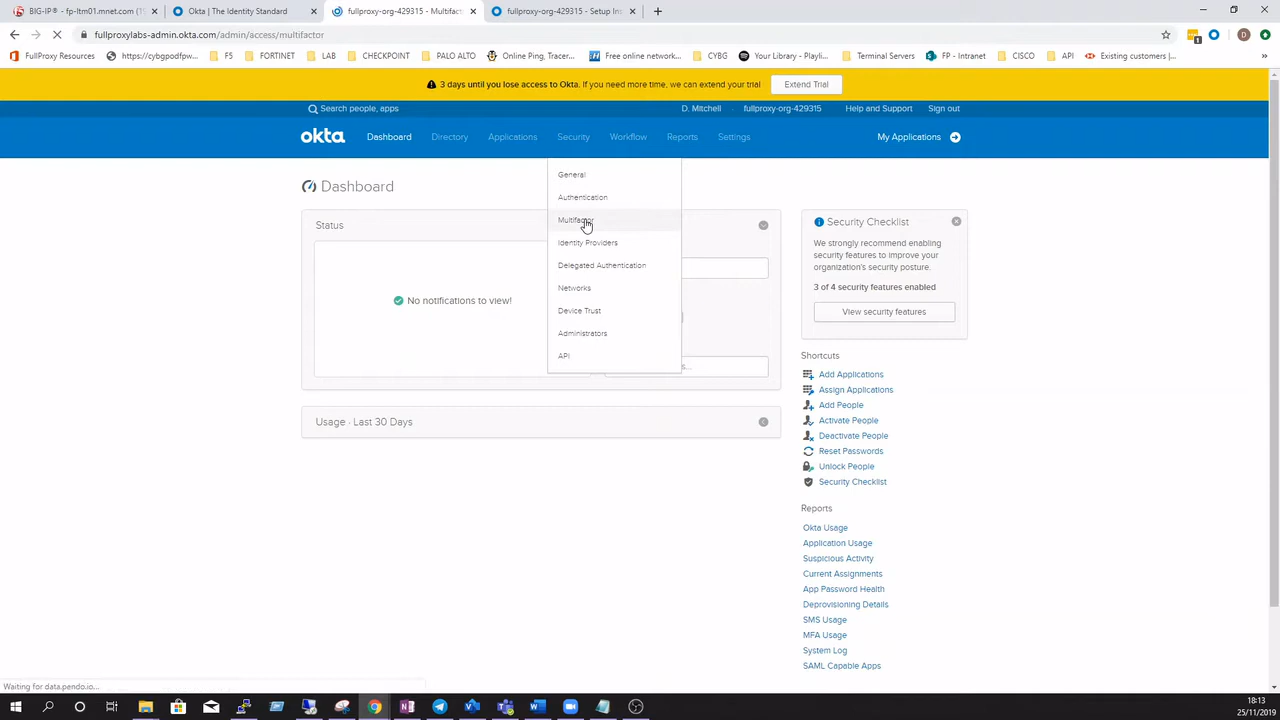 BIG-IP® - fp-ltm01.mnet.com (19
Okta | The Identity Standard
fullproxy-org-429315 - Multifact
fullproxy-org-429315 - Setup Ins
fullproxylabs-admin.okta.com/admin/access/multifactor
FullProxy Resources
https://cybgpodfpw...
F5
FORTINET
LAB
CHECKPOINT
PALO ALTO
Online Ping, Tracer...
Free online networ...
CYBG
Your Library - Playli...
Terminal Servers
FP - Intranet
CISCO
API
Existing customers |...
3 days until you lose access to Okta. If you need more time, we can extend your trial
Extend Trial
Search people, apps
D. Mitchell
fullproxy-org-429315
Help and Support
Sign out
okta
Dashboard
Directory
Applications
Security
Workflow
Reports
Settings
My Applications
General
Authentication
Multifactor
Identity Providers
Delegated Authentication
Networks
Device Trust
Administrators
API
Dashboard
Status
No notifications to view!
Usage · Last 30 Days
Security Checklist
We strongly recommend enabling
security features to improve your
organization's security posture.
3 of 4 security features enabled
View security features
Shortcuts
Add Applications
Assign Applications
Add People
Activate People
Deactivate People
Reset Passwords
Unlock People
Security Checklist
Reports
Okta Usage
Application Usage
Suspicious Activity
Current Assignments
App Password Health
Deprovisioning Details
SMS Usage
MFA Usage
System Log
SAML Capable Apps
Waiting for data.pendo.io...
18:13
25/11/2019